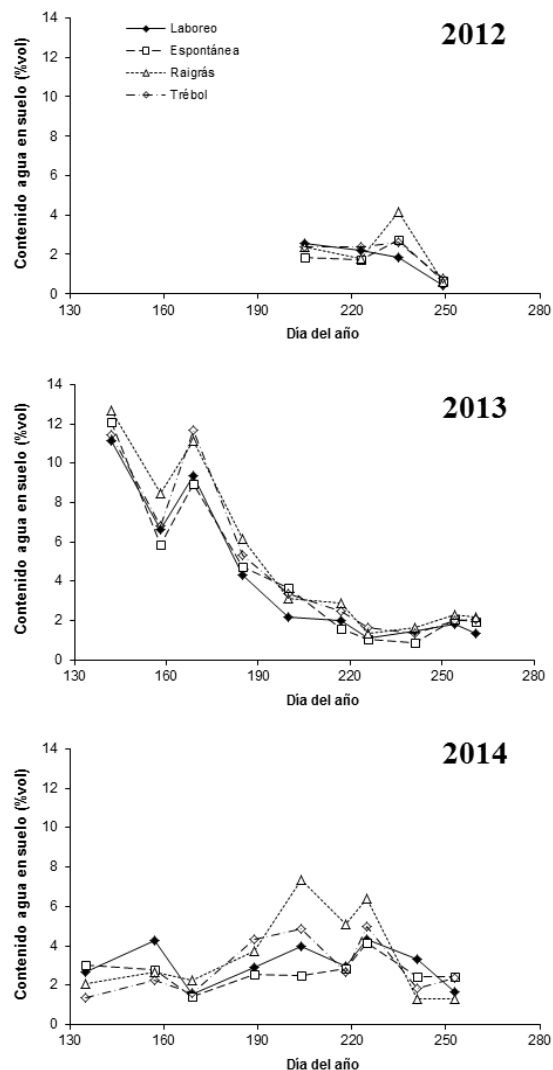 14
12
10
8
6
4
2
0
Contenido agua en suelo (%vol)
Laboreo
Espontánea
Raigrás
Trébol
2012
130 160 190 220 250 280
Día del año
14
12
10
8
6
4
2
0
Contenido agua en suelo (%vol)
2013
130 160 190 220 250 280
Día del año
14
12
10
8
6
4
2
0
Contenido agua en suelo (%vol)
2014
130 160 190 220 250 280
Día del año